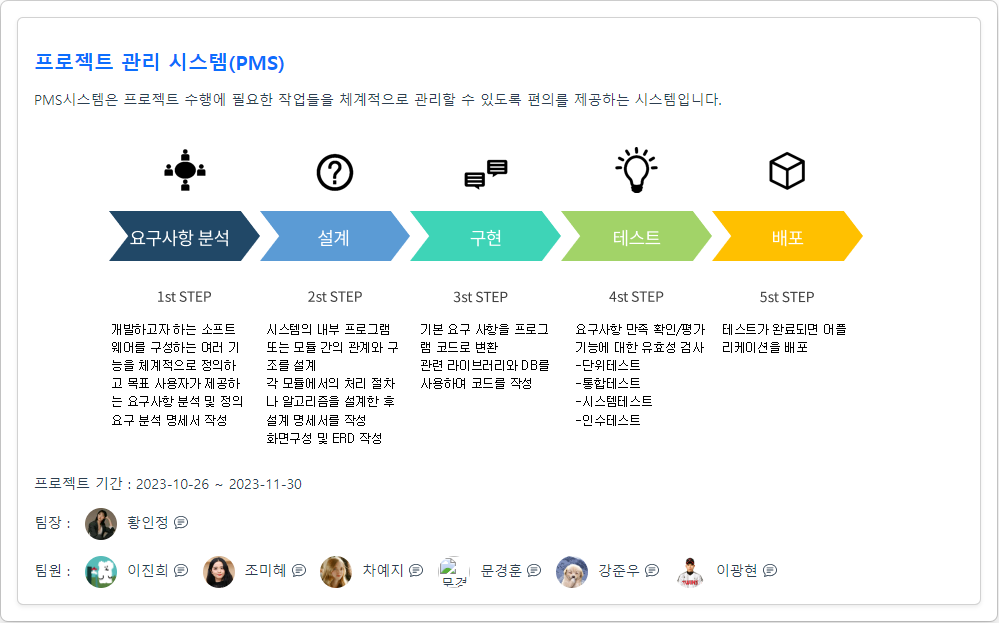 프로젝트 관리 시스템(PMS)
PMS시스템은 프로젝트 수행에 필요한 작업들을 체계적으로 관리할 수 있도록 편의를 제공하는 시스템입니다.
요구사항 분석
설계
구현
테스트
배포
1st STEP
2st STEP
3st STEP
4st STEP
5st STEP
개발하고자 하는 소프트
웨어를 구성하는 여러 기
능을 체계적으로 정의하
고 목표 사용자가 제공하
는 요구사항 분석 및 정의
요구 분석 명세서 작성
시스템의 내부 프로그램
또는 모듈 간의 관계와 구
조를 설계
각 모듈에서의 처리 절차
나 알고리즘을 설계한 후
설계 명세서를 작성
화면구성 및 ERD 작성
기본 요구 사항을 프로그
램 코드로 변환
관련 라이브러리와 DB를
사용하며 코드를 작성
요구사항 만족 확인/평가
기능에 대한 유효성 검사
-단위테스트
-통합테스트
-시스템테스트
-인수테스트
테스트가 완료되면 어플
리케이션을 배포
프로젝트 기간 : 2023-10-26 ~ 2023-11-30
팀장 : 황인정
팀원 : 이진희 조미혜 차예지 문경훈 강준우 이광현